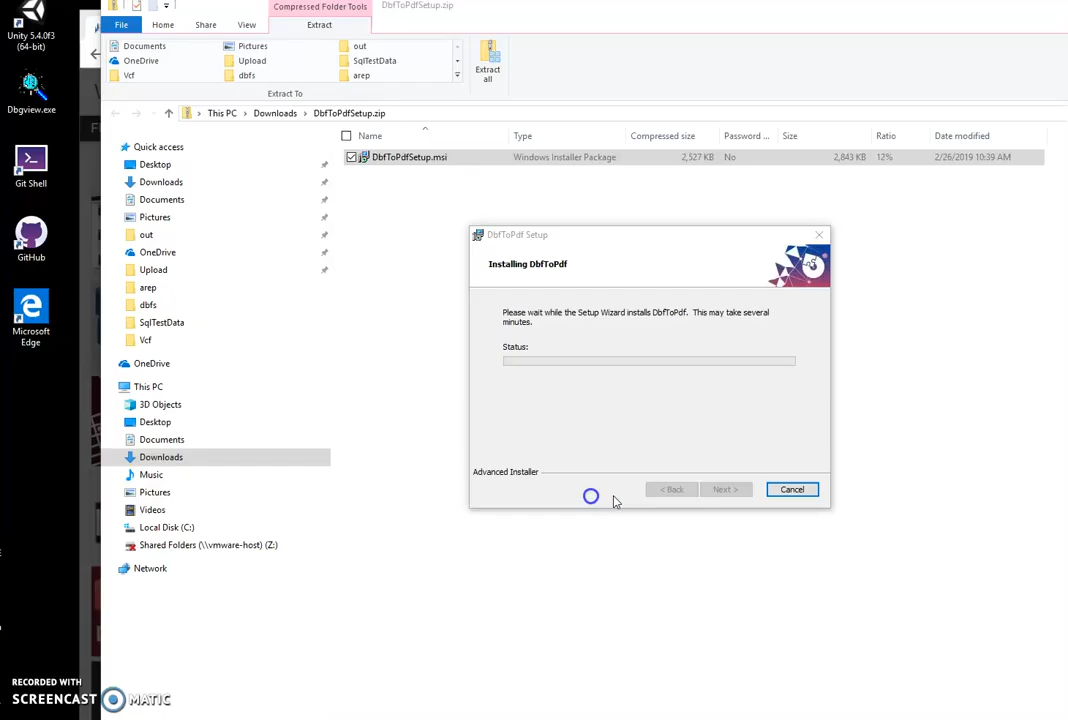 Compressed Folder Tools
DbfToPdfSetup.zip
File
Home
Share
View
Extract
Documents
Pictures
out
OneDrive
Upload
SqlTestData
Vcf
dbfs
arep
Extract all
Extract To
This PC > Downloads > DbfToPdfSetup.zip
Name
Type
Compressed size
Password ...
Size
Ratio
Date modified
DbfToPdfSetup.msi
Windows Installer Package
2,527 KB
No
2,843 KB
12%
2/26/2019 10:39 AM
Unity 5.4.0f3
(64-bit)
Dbgview.exe
Git Shell
GitHub
Microsoft
Edge
Quick access
Desktop
Downloads
Documents
Pictures
out
OneDrive
Upload
arep
dbfs
SqlTestData
Vcf
OneDrive
This PC
3D Objects
Desktop
Documents
Downloads
Music
Pictures
Videos
Local Disk (C:)
Shared Folders (\\vmware-host) (Z:)
Network
DbfToPdf Setup
Installing DbfToPdf
Please wait while the Setup Wizard installs DbfToPdf. This may take several
minutes.
Status:
Advanced Installer
< Back
Next >
Cancel
RECORDED WITH
SCREENCAST MATIC